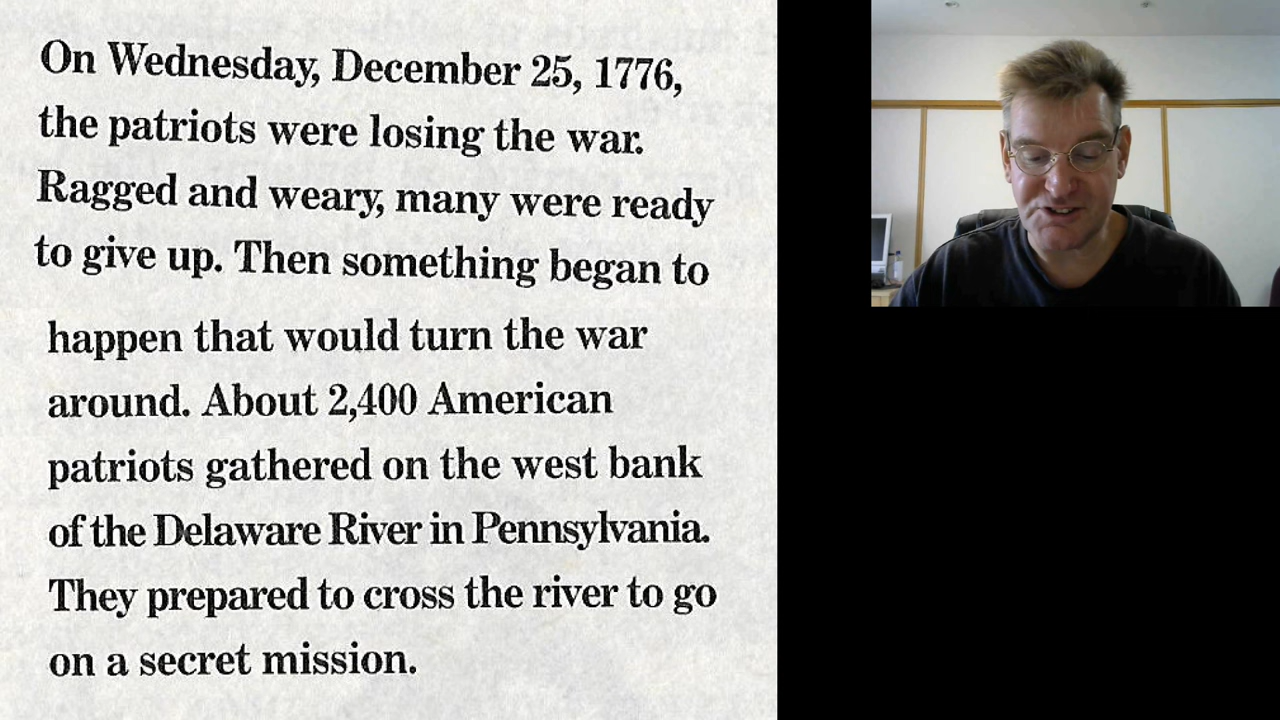 On Wednesday, December 25, 1776,
the patriots were losing the war.
Ragged and weary, many were ready
to give up. Then something began to
happen that would turn the war
around. About 2,400 American
patriots gathered on the west bank
of the Delaware River in Pennsylvania.
They prepared to cross the river to go
on a secret mission.